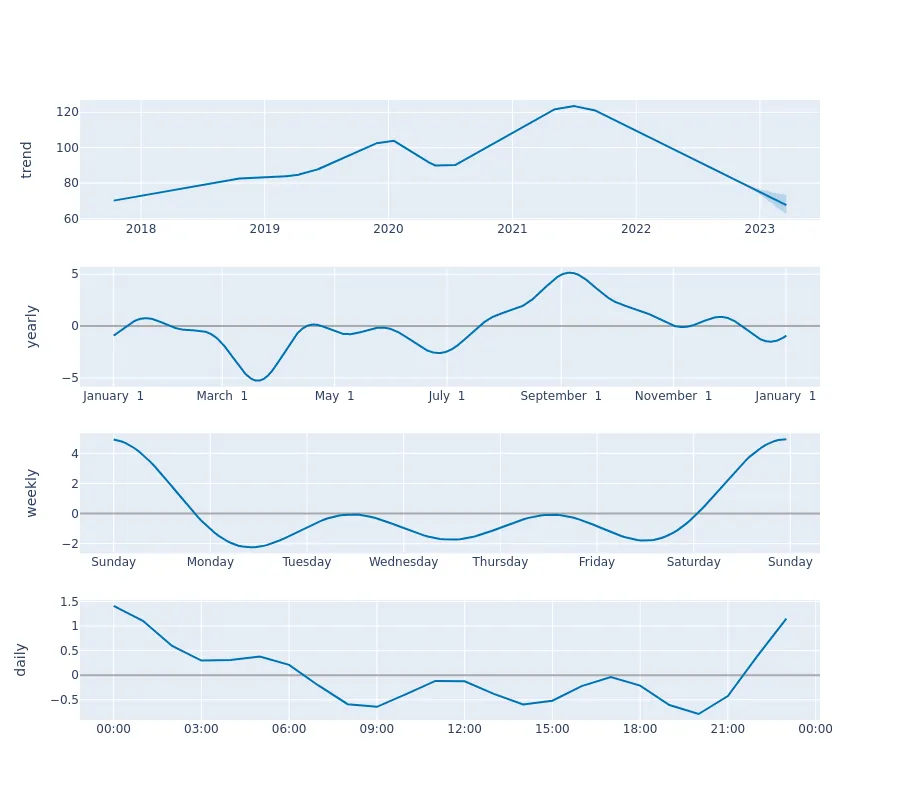 trend
120
100
80
60
2018 2019 2020 2021 2022 2023
yearly
5
0
−5
January 1 March 1 May 1 July 1 September 1 November 1 January 1
weekly
4
2
0
−2
Sunday Monday Tuesday Wednesday Thursday Friday Saturday Sunday
daily
1.5
1
0.5
0
−0.5
00:00 03:00 06:00 09:00 12:00 15:00 18:00 21:00 00:00